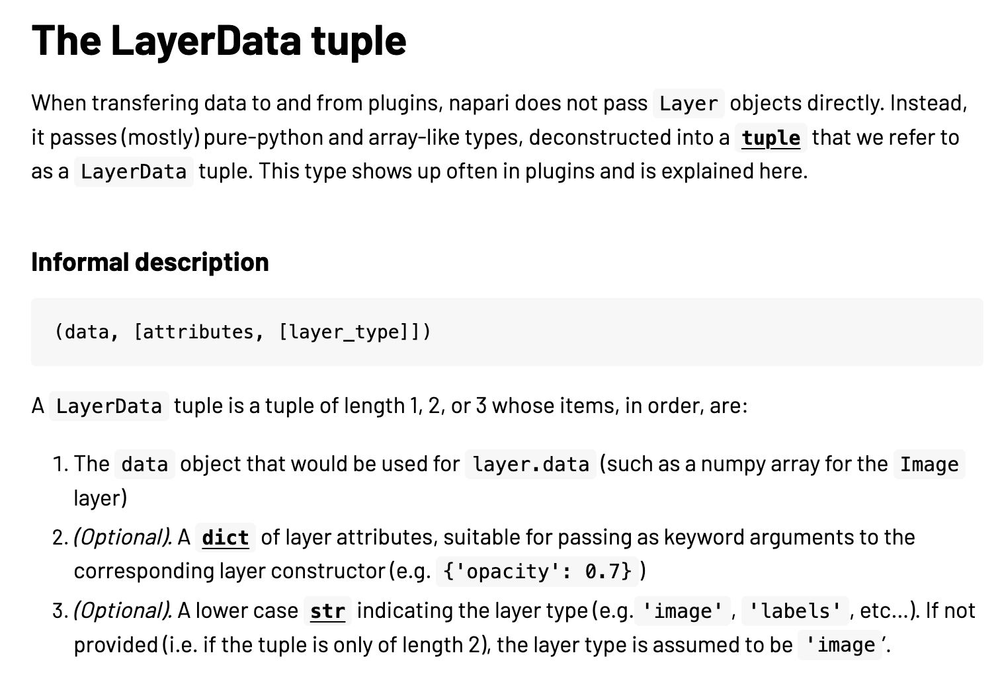 The LayerData tuple
When transfering data to and from plugins, napari does not pass Layer objects directly. Instead,
it passes (mostly) pure-python and array-like types, deconstructed into a tuple that we refer to
as a LayerData tuple. This type shows up often in plugins and is explained here.
Informal description
(data, [attributes, [layer_type]])
A LayerData tuple is a tuple of length 1, 2, or 3 whose items, in order, are:
1. The data object that would be used for layer.data (such as a numpy array for the Image
layer)
2. (Optional). A dict of layer attributes, suitable for passing as keyword arguments to the
corresponding layer constructor (e.g. {'opacity': 0.7} )
3. (Optional). A lower case str indicating the layer type (e.g. 'image' , 'labels' , etc…). If not
provided (i.e. if the tuple is only of length 2), the layer type is assumed to be 'image ’.